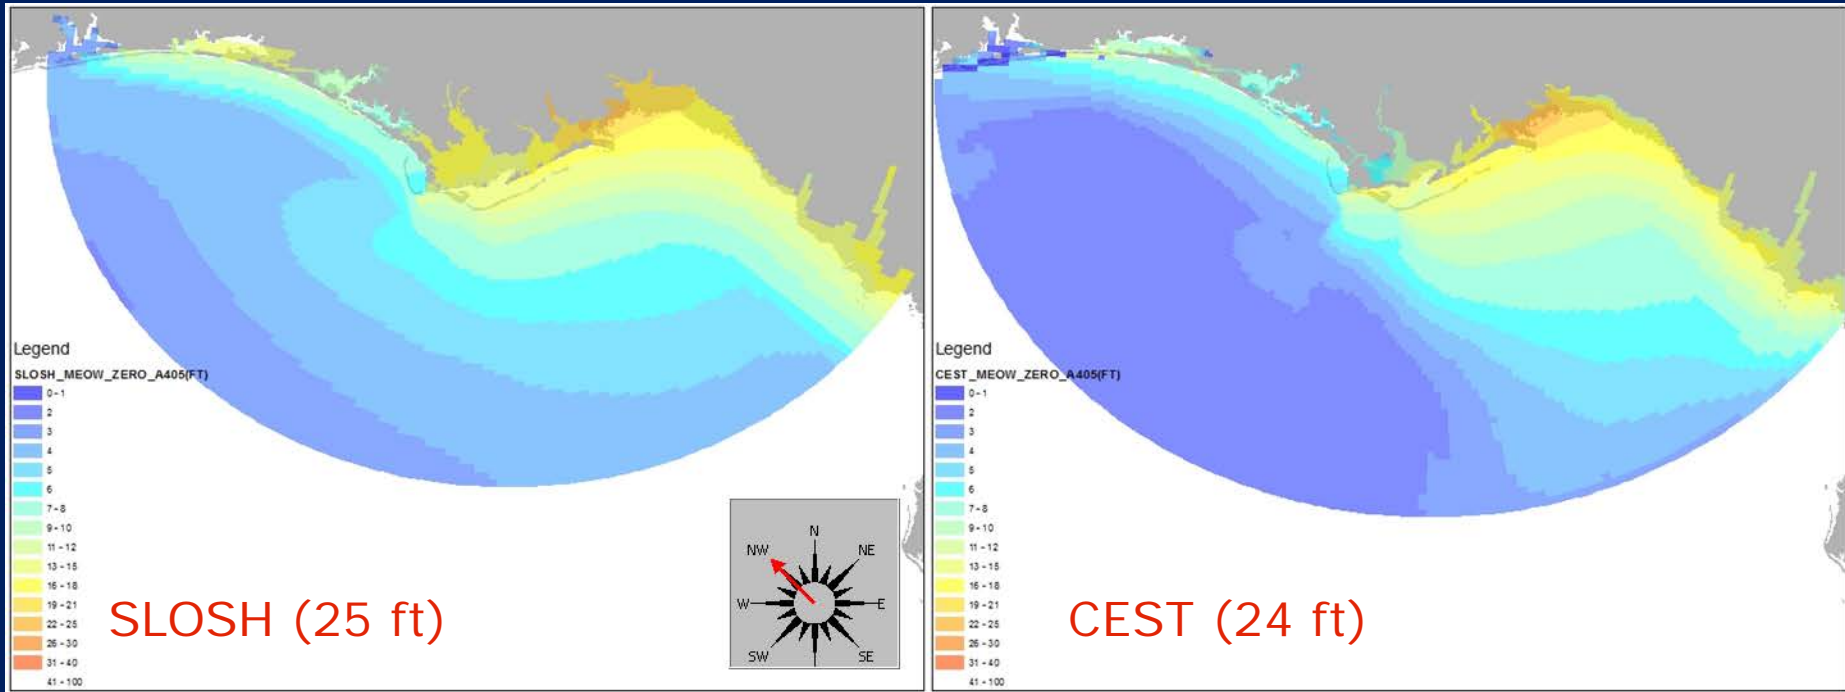 Legend
SLOSH_MEOW_ZERO_A405(FT)
0 - 1
2
3
4
5
6
7 - 8
9 - 10
11 - 12
13 - 15
16 - 18
19 - 21
22 - 25
26 - 30
31 - 40
41 - 100
SLOSH (25 ft)
N
NW
NE
W
E
SW
SE
Legend
CEST_MEOW_ZERO_A405(FT)
0 - 1
2
3
4
5
6
7 - 8
9 - 10
11 - 12
13 - 15
16 - 18
19 - 21
22 - 25
26 - 30
31 - 40
41 - 100
CEST (24 ft)